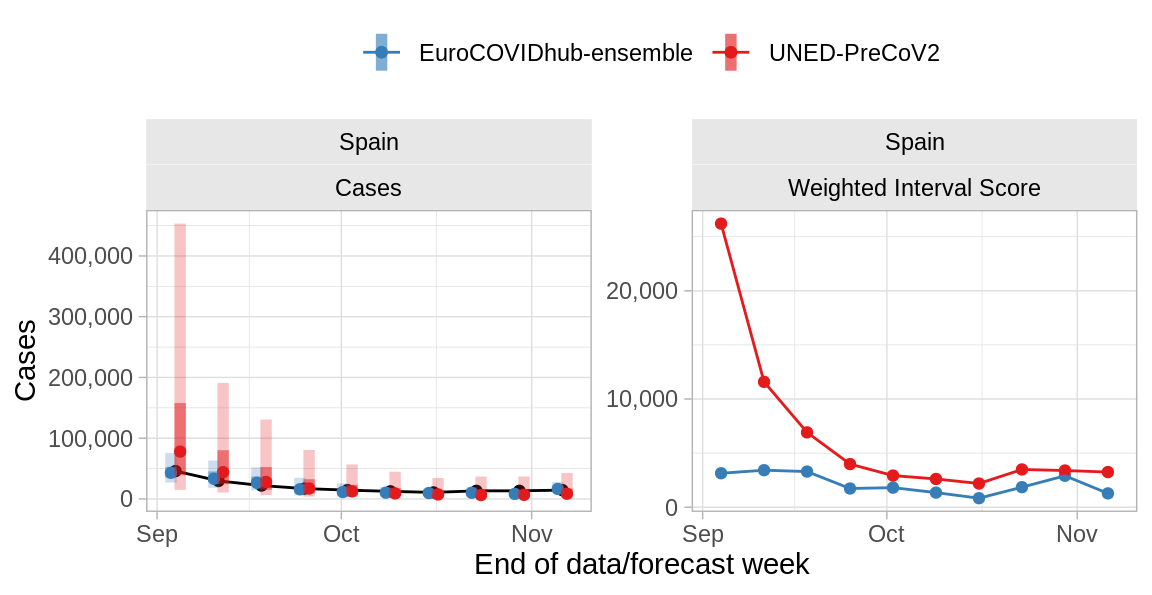 EuroCOVIDhub-ensemble UNED-PreCoV2
Spain
Cases
400,000
300,000
200,000
100,000
0
Cases
Sep Oct Nov
Spain
Weighted Interval Score
20,000
10,000
0
Sep Oct Nov
End of data/forecast week